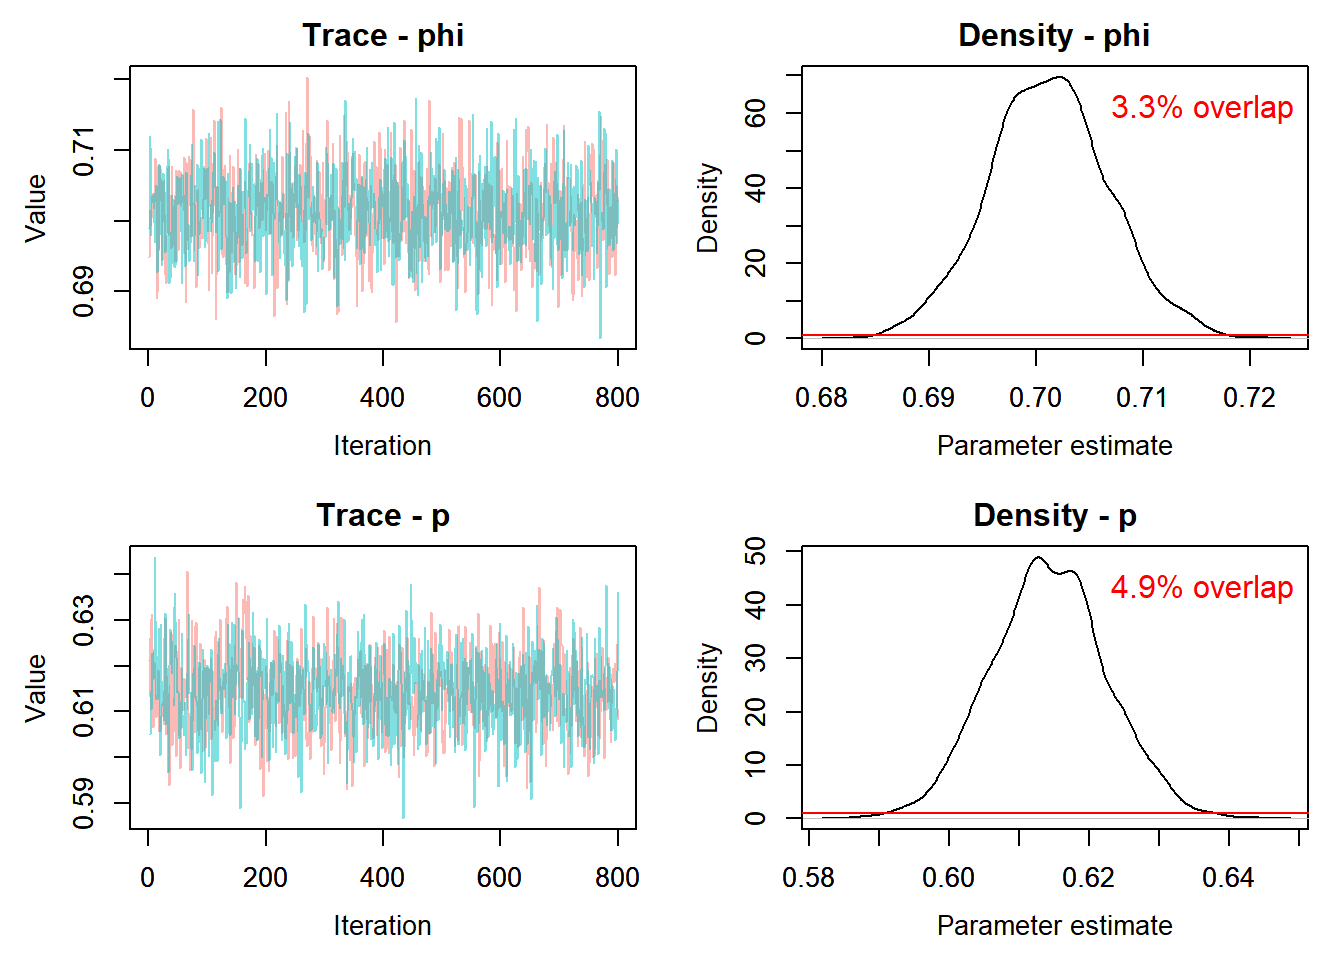 Trace - phi
Value
0.69
0.71
0
200
400
600
800
Iteration
Density - phi
3.3% overlap
Density
0
20
40
60
0.68
0.69
0.70
0.71
0.72
Parameter estimate
Trace - p
Value
0.59
0.61
0.63
0
200
400
600
800
Iteration
Density - p
4.9% overlap
Density
0
10
20
30
40
50
0.58
0.60
0.62
0.64
Parameter estimate